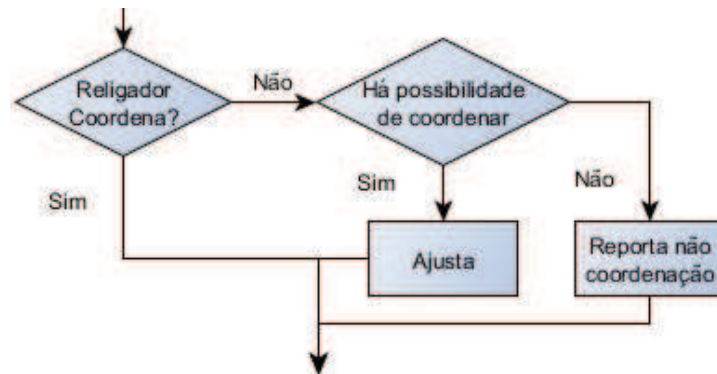 Religador
Coordena?
Não
Há possibilidade
de coordenar
Sim
Sim
Não
Ajusta
Reporta não
coordenação